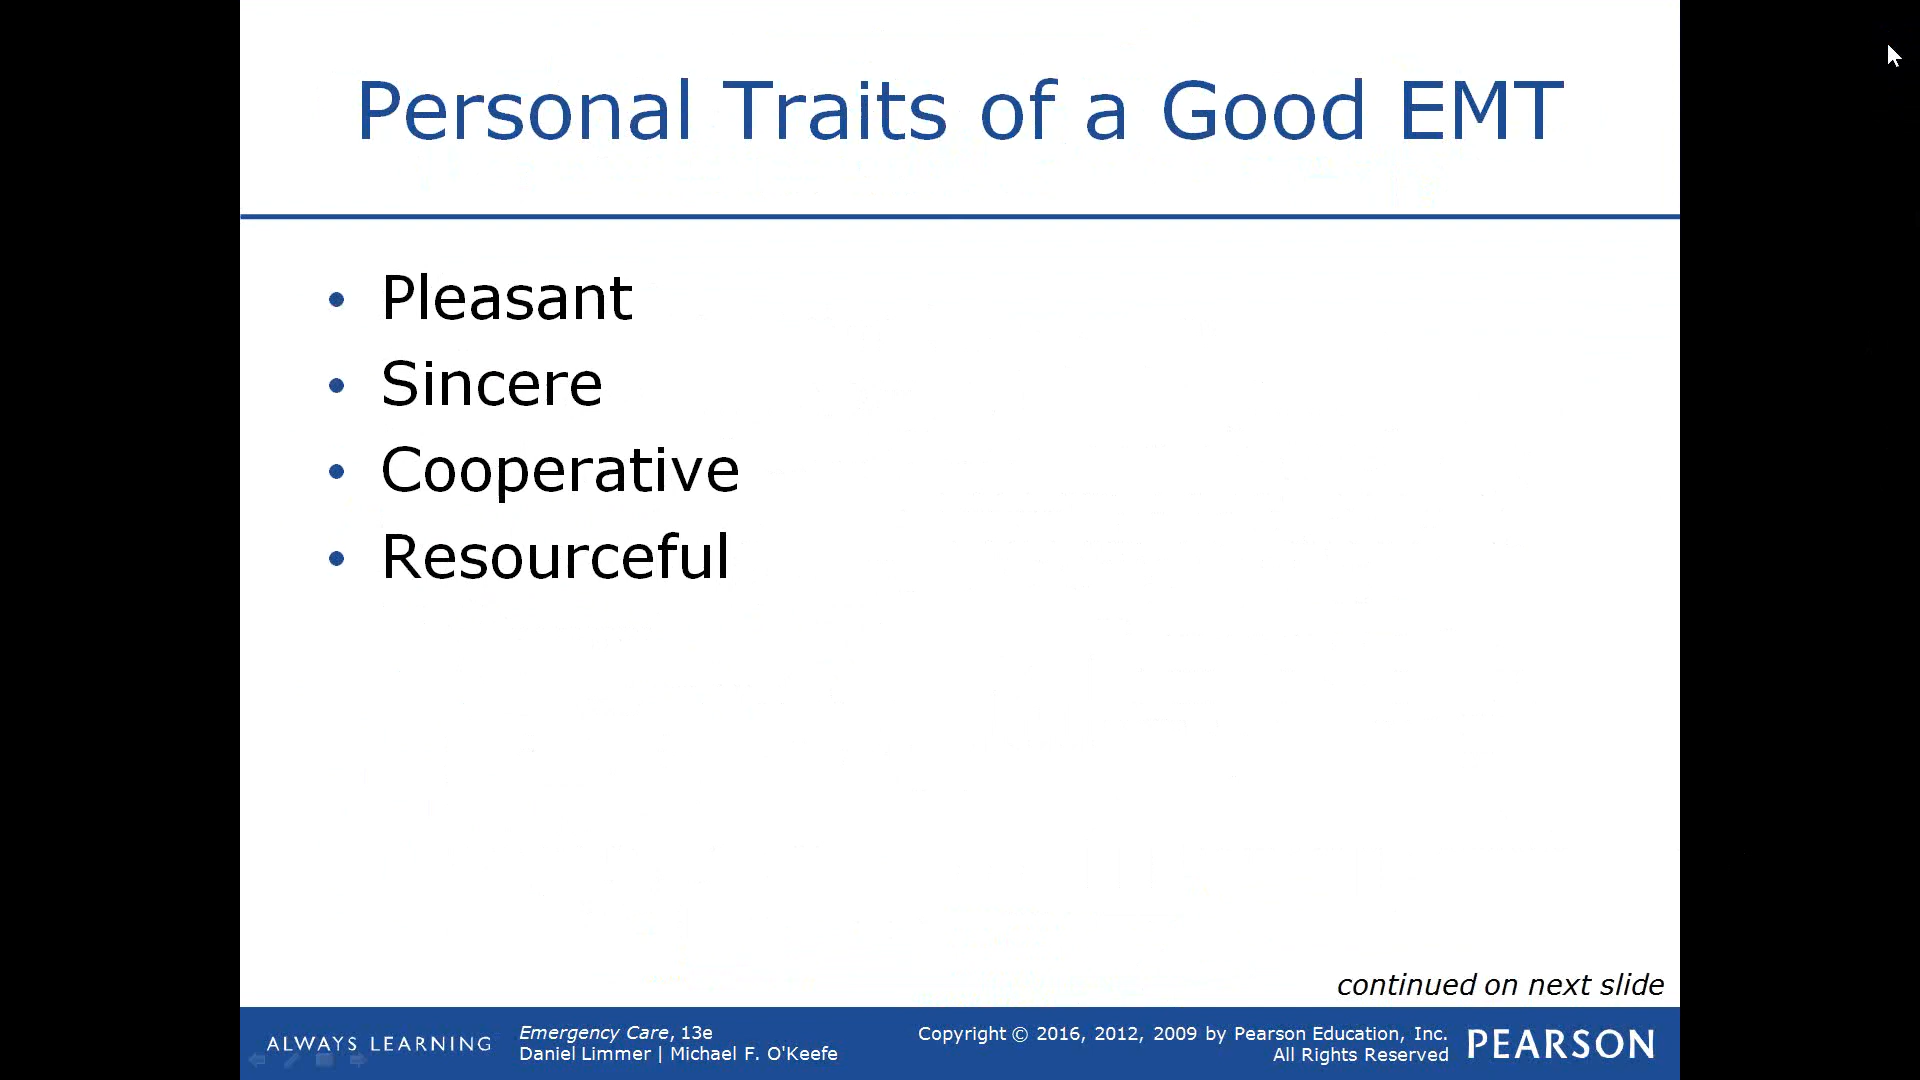 Personal Traits of a Good EMT
• Pleasant
• Sincere
• Cooperative
• Resourceful
continued on next slide
ALWAYS LEARNING
Emergency Care, 13e
Daniel Limmer | Michael F. O'Keefe
Copyright © 2016, 2012, 2009 by Pearson Education, Inc.
All Rights Reserved
PEARSON